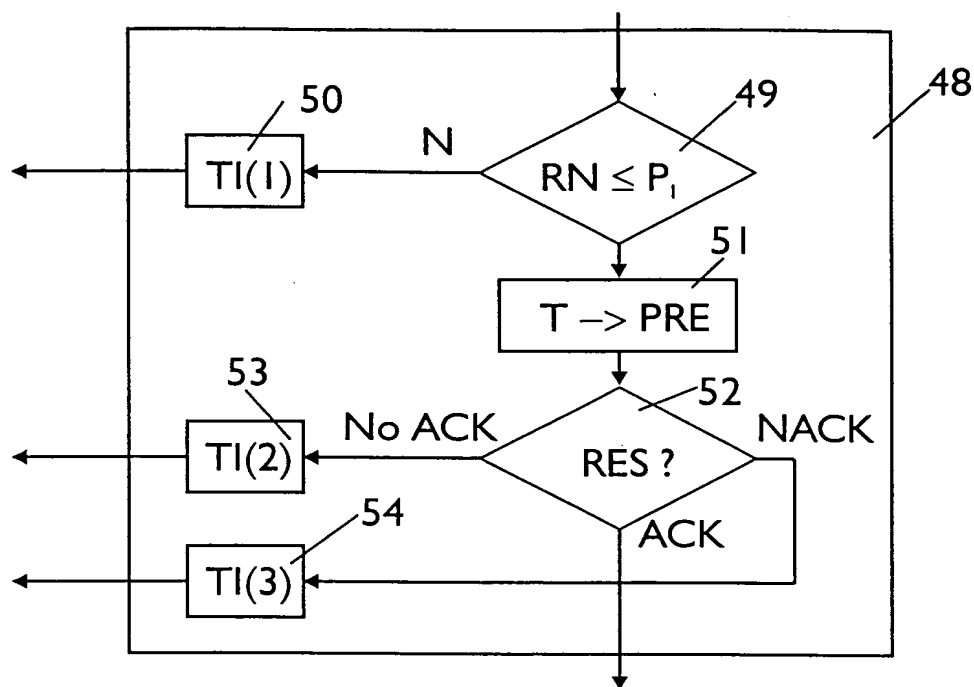 50
49
48
N
TI(1)
RN ≤ P₁
51
T –> PRE
53
52
No ACK
NACK
TI(2)
RES ?
54
ACK
TI(3)